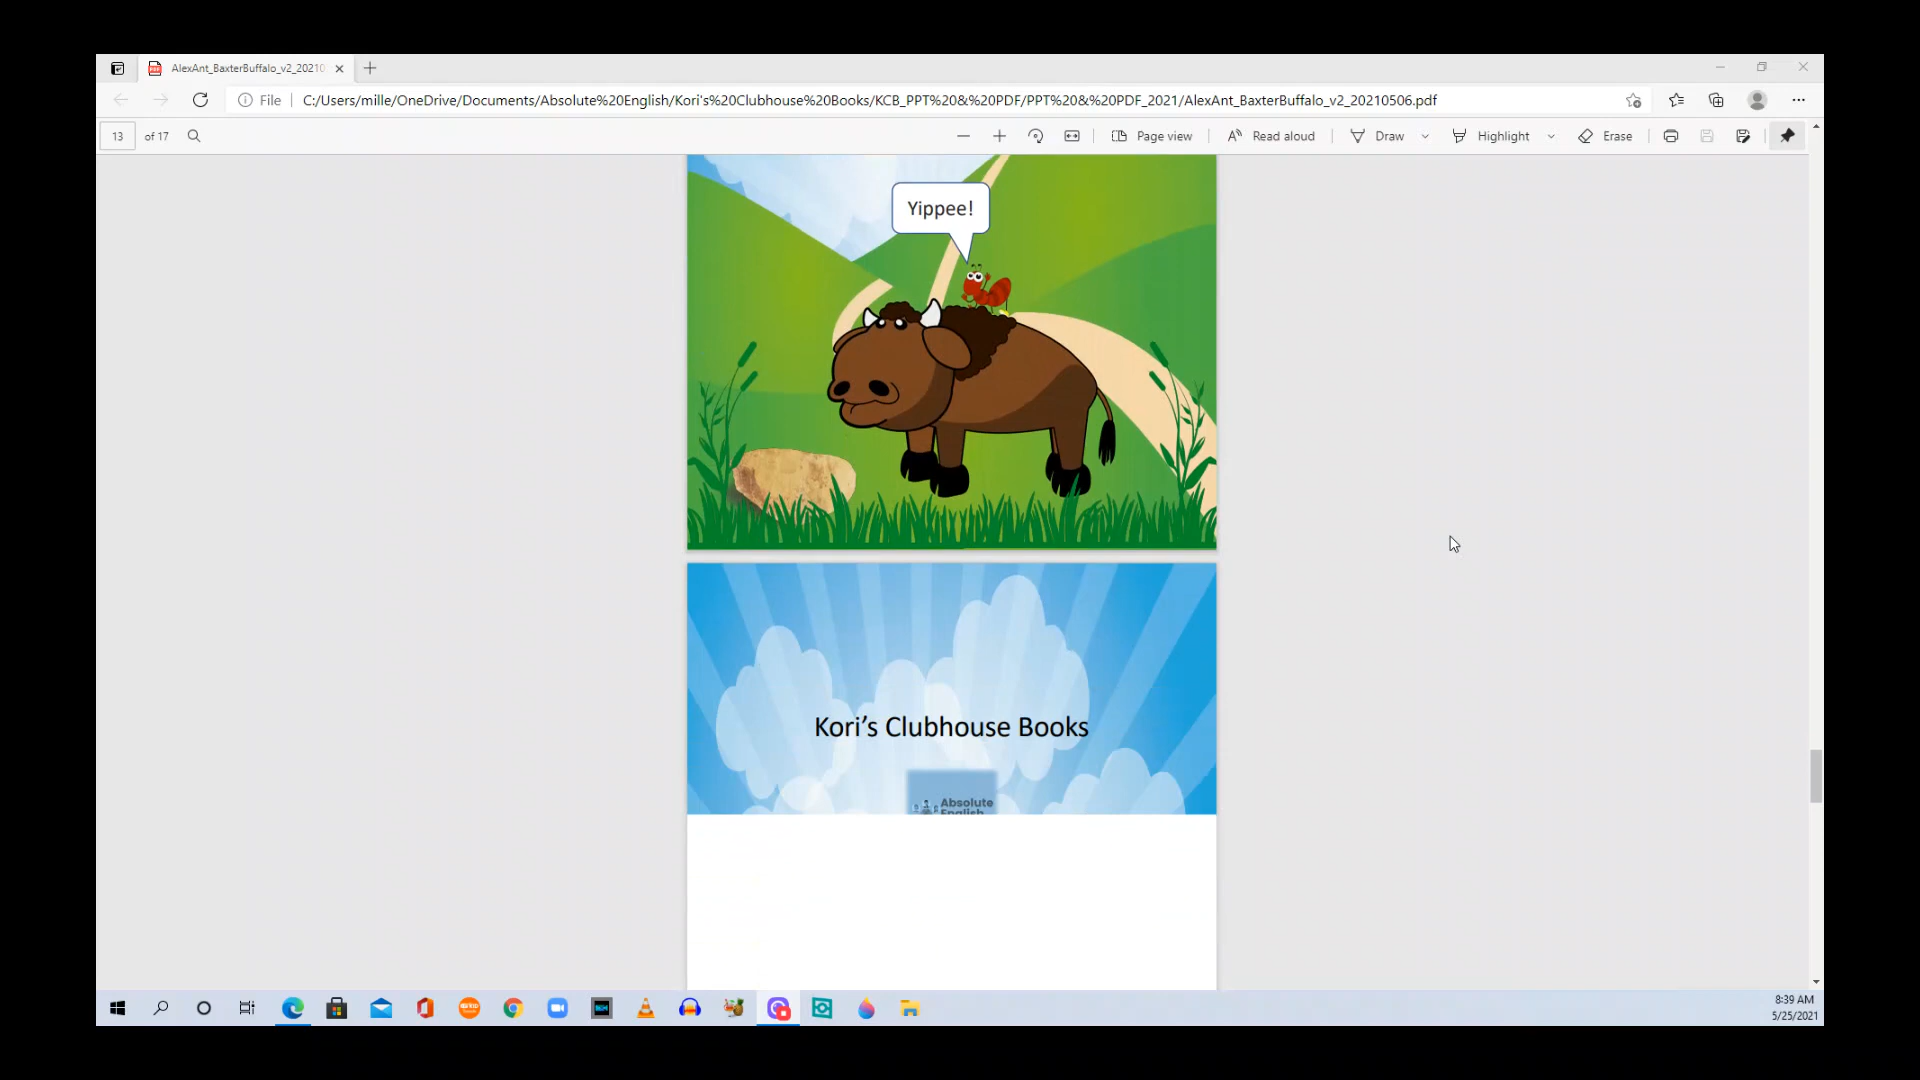 AlexAnt_BaxterBuffalo_v2_20210
File
C:/Users/mille/OneDrive/Documents/Absolute%20English/Kori's%20Clubhouse%20Books/KCB_PPT%20&%20PDF/PPT%20&%20PDF_2021/AlexAnt_BaxterBuffalo_v2_20210506.pdf
13 of 17
Page view
Read aloud
Draw
Highlight
Erase
Yippee!
Kori’s Clubhouse Books
Absolute
English
8:39 AM
5/25/2021